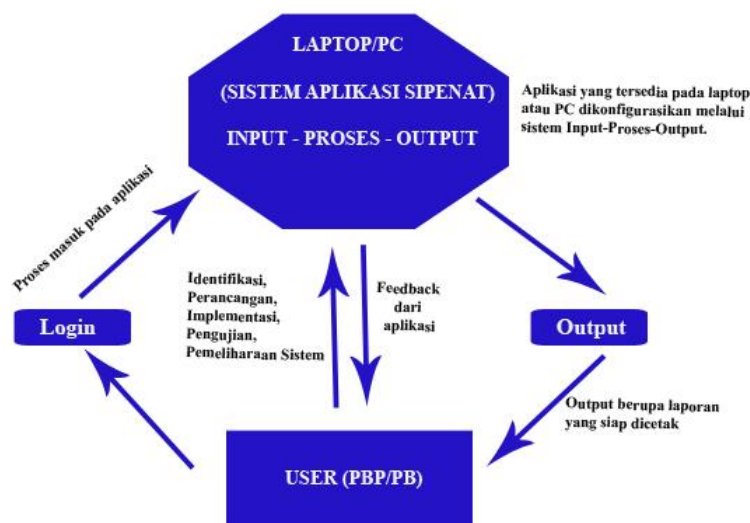 LAPTOP/PC
(SISTEM APLIKASI SIPENAT)
INPUT - PROSES - OUTPUT
Aplikasi yang tersedia pada laptop
atau PC dikonfigurasikan melalui
sistem Input-Proses-Output.
Proses masuk pada aplikasi
Identifikasi,
Perancangan,
Implementasi,
Pengujian,
Pemeliharaan Sistem
Feedback
dari
aplikasi
Login
Output
Output berupa laporan
yang siap dicetak
USER (PBP/PB)